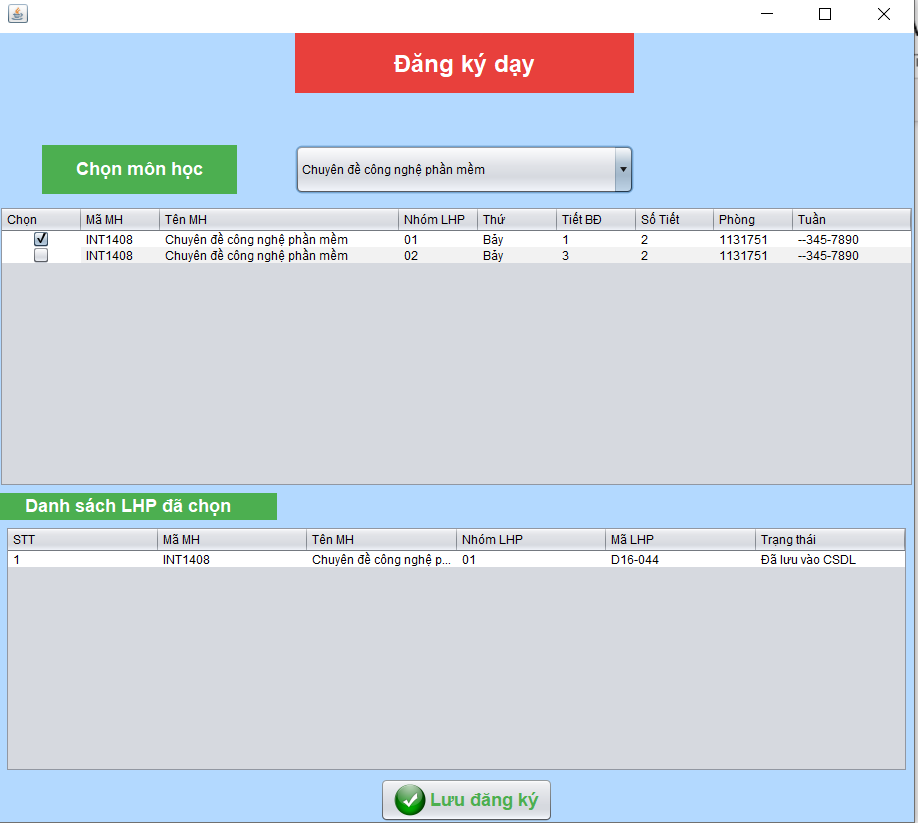 Đăng ký dạy
Chọn môn học
Chuyên đề công nghệ phần mềm
Chọn Mã MH Tên MH Nhóm LHP Thứ Tiết BĐ Số Tiết Phòng Tuần
INT1408 Chuyên đề công nghệ phần mềm 01 Bảy 1 2 1131751 --345-7890
INT1408 Chuyên đề công nghệ phần mềm 02 Bảy 3 2 1131751 --345-7890
Danh sách LHP đã chọn
STT Mã MH Tên MH Nhóm LHP Mã LHP Trạng thái
1 INT1408 Chuyên đề công nghệ p... 01 D16-044 Đã lưu vào CSDL
Lưu đăng ký